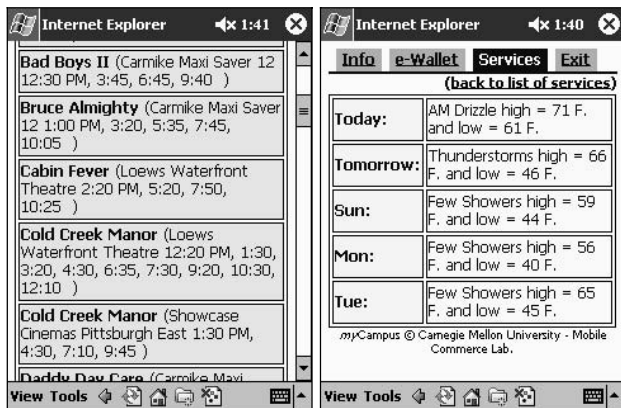 Internet Explorer 1:41
Bad Boys II (Carmike Maxi Saver 12
12:30 PM, 3:45, 6:45, 9:40 )
Bruce Almighty (Carmike Maxi Saver
12 1:00 PM, 3:20, 5:35, 7:45,
10:05 )
Cabin Fever (Loews Waterfront
Theatre 2:20 PM, 5:20, 7:50,
10:25 )
Cold Creek Manor (Loews
Waterfront Theatre 12:20 PM, 1:30,
3:20, 4:30, 6:35, 7:30, 9:20, 10:30,
12:10 )
Cold Creek Manor (Showcase
Cinemas Pittsburgh East 1:30 PM,
4:30, 7:10, 9:45 )
Daddy Day Care (Carmike Maxi
View Tools
Internet Explorer 1:40
Info e-Wallet Services Exit
(back to list of services)
Today: AM Drizzle high = 71 F.
and low = 61 F.
Tomorrow: Thunderstorms high = 66
F. and low = 46 F.
Sun: Few Showers high = 59
F. and low = 44 F.
Mon: Few Showers high = 56
F. and low = 40 F.
Tue: Few Showers high = 65
F. and low = 45 F.
myCampus © Carnegie Mellon University - Mobile
Commerce Lab.
View Tools